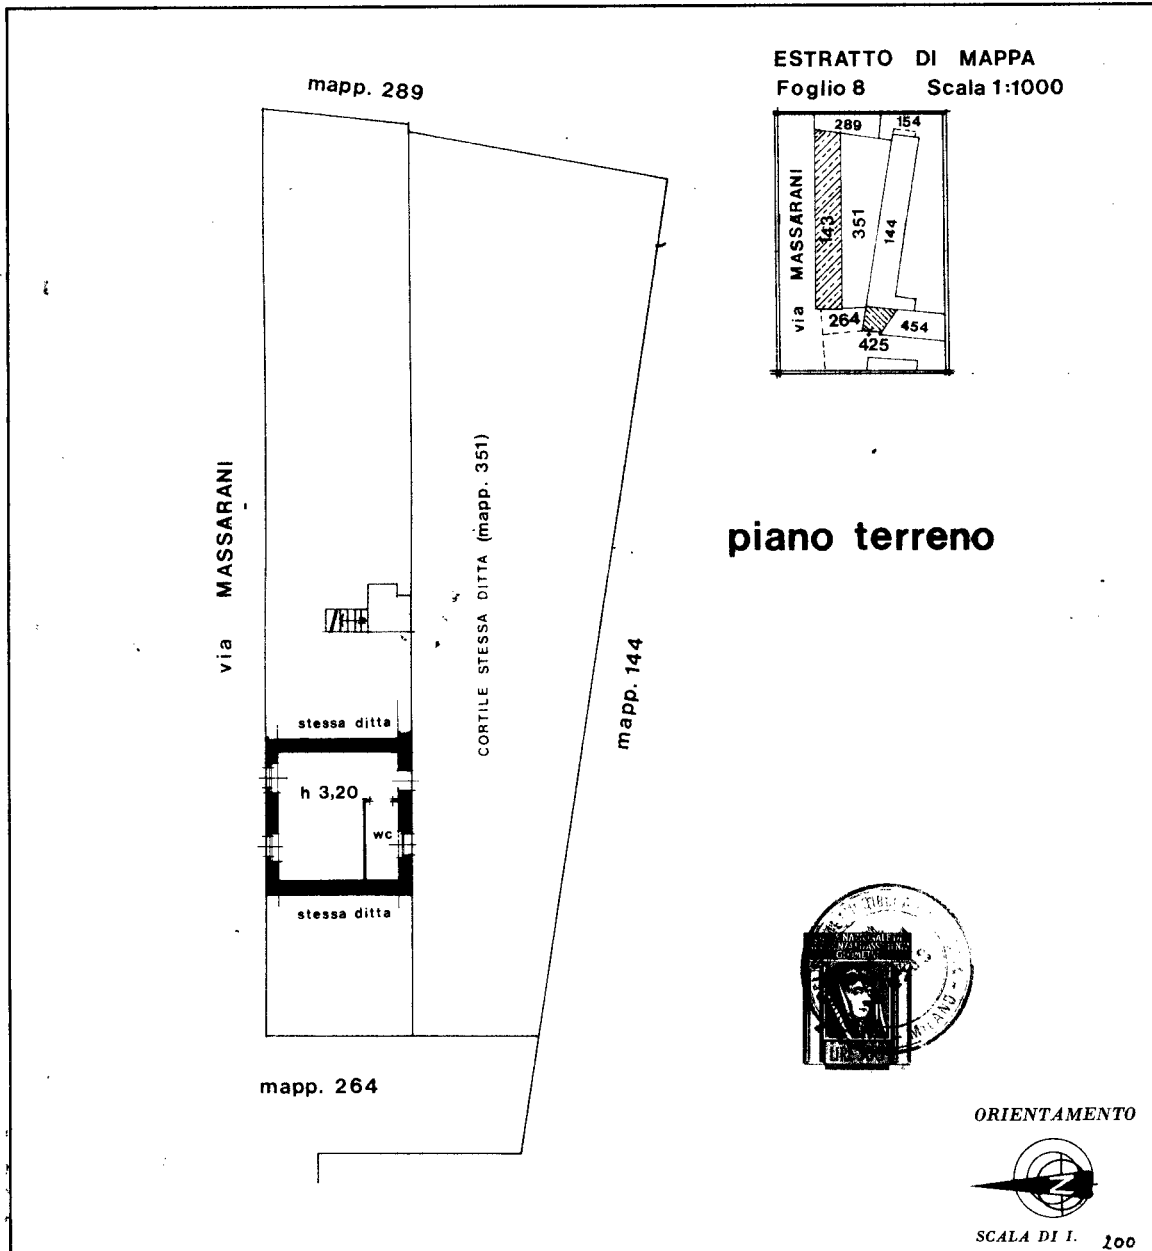 mapp. 289
ESTRATTO DI MAPPA
Foglio 8 Scala 1:1000
289
154
via MASSARANI
143
351
144
264
454
425
via MASSARANI
CORTILE STESSA DITTA (mapp. 351)
piano terreno
mapp. 144
stessa ditta
h 3,20
wc
stessa ditta
mapp. 264
MILANO
LIRE
ORIENTAMENTO
N
SCALA DI I. 200